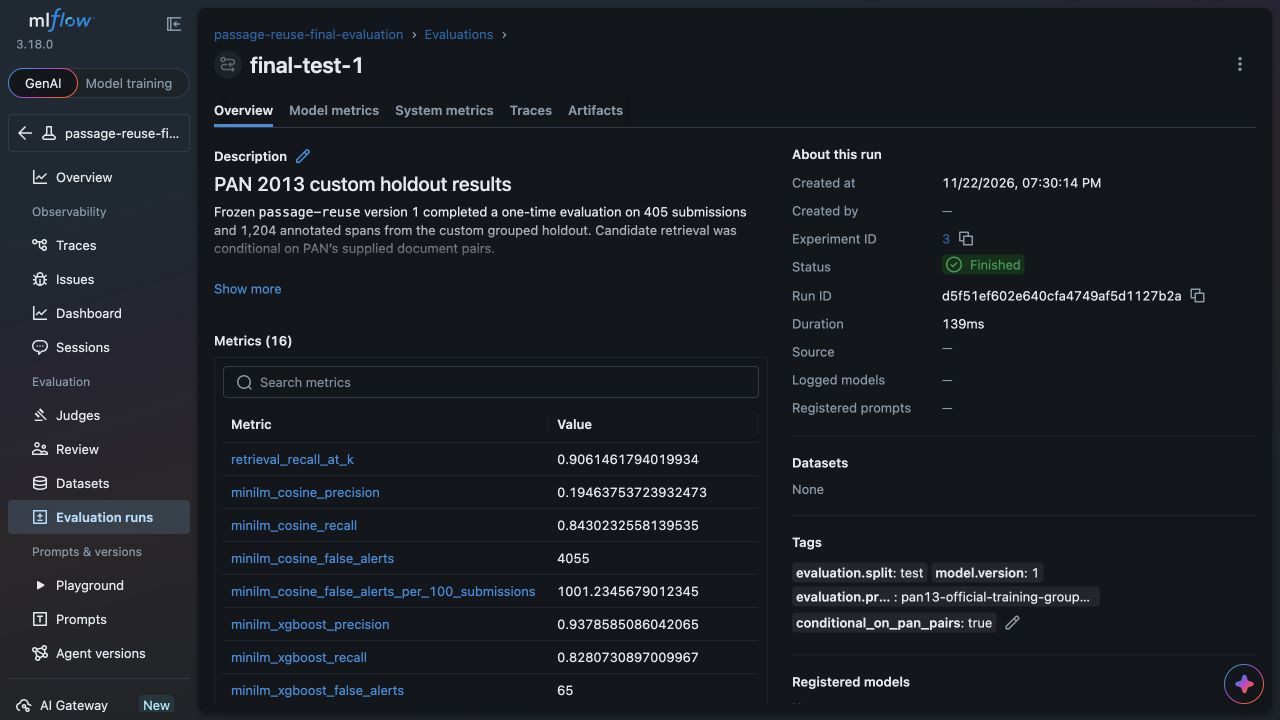 mlflow
3.18.0
GenAI
Model training
passage-reuse-fi...
Overview
Observability
Traces
Issues
Dashboard
Sessions
Evaluation
Judges
Review
Datasets
Evaluation runs
Prompts & versions
Playground
Prompts
Agent versions
AI Gateway
New
passage-reuse-final-evaluation › Evaluations ›
final-test-1
Overview Model metrics System metrics Traces Artifacts
Description
PAN 2013 custom holdout results
Frozen passage-reuse version 1 completed a one-time evaluation on 405 submissions
and 1,204 annotated spans from the custom grouped holdout. Candidate retrieval was
conditional on PAN's supplied document pairs.
Show more
Metrics (16)
Search metrics
Metric Value
retrieval_recall_at_k 0.9061461794019934
minilm_cosine_precision 0.19463753723932473
minilm_cosine_recall 0.8430232558139535
minilm_cosine_false_alerts 4055
minilm_cosine_false_alerts_per_100_submissions 1001.2345679012345
minilm_xgboost_precision 0.9378585086042065
minilm_xgboost_recall 0.8280730897009967
minilm_xgboost_false_alerts 65
About this run
Created at 11/22/2026, 07:30:14 PM
Created by —
Experiment ID 3
Status Finished
Run ID d5f51ef602e640cfa4749af5d1127b2a
Duration 139ms
Source —
Logged models —
Registered prompts —
Datasets
None
Tags
evaluation.split: test model.version: 1
evaluation.pr... : pan13-official-training-group...
conditional_on_pan_pairs: true
Registered models